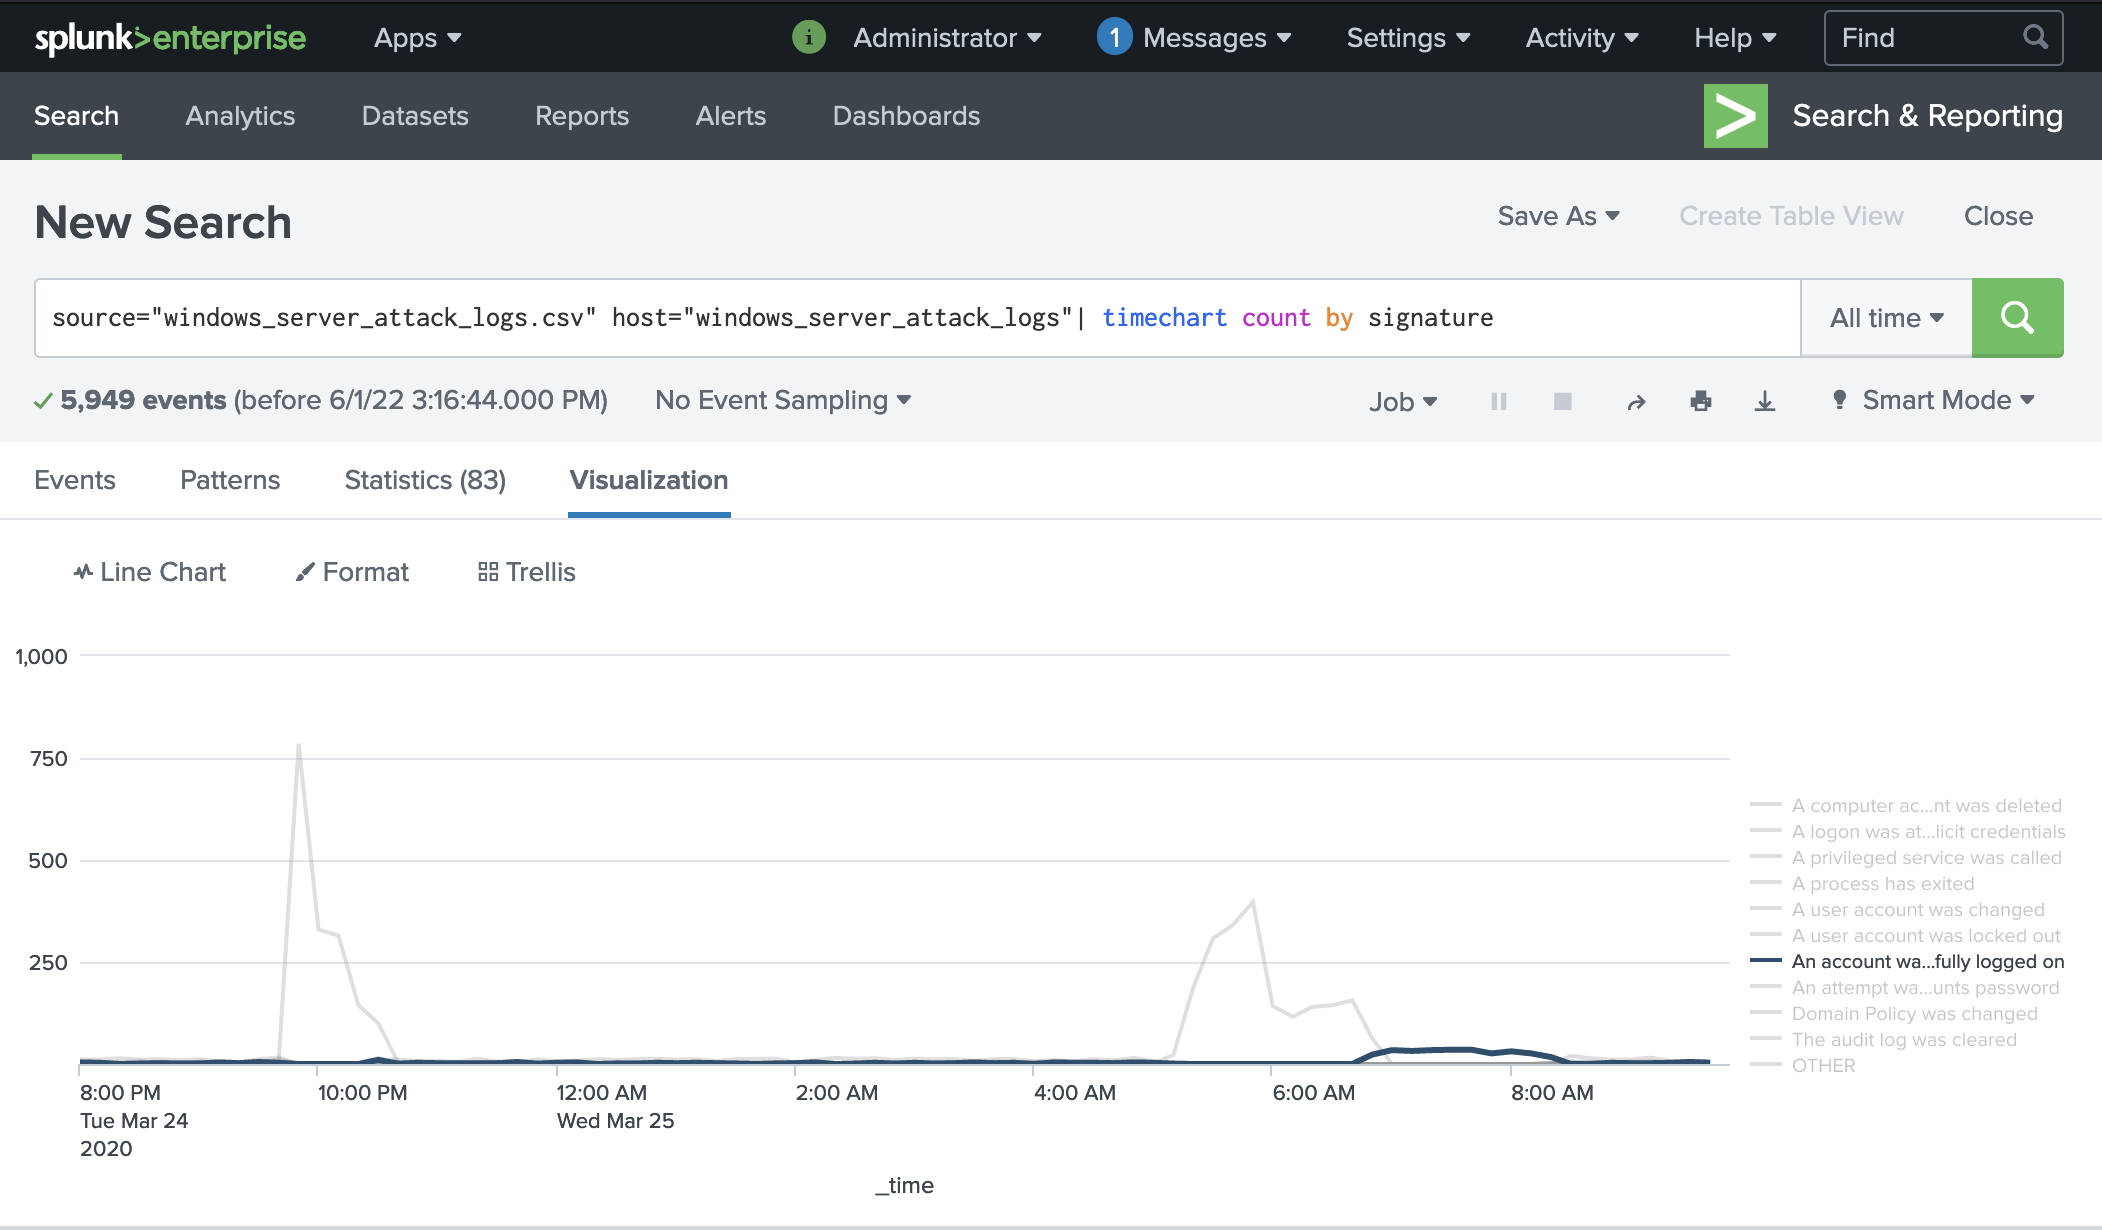 splunk>enterprise Apps i Administrator 1 Messages Settings Activity Help Find
Search Analytics Datasets Reports Alerts Dashboards Search & Reporting
New Search Save As Create Table View Close
source="windows_server_attack_logs.csv" host="windows_server_attack_logs"| timechart count by signature All time
5,949 events (before 6/1/22 3:16:44.000 PM) No Event Sampling Job Smart Mode
Events Patterns Statistics (83) Visualization
Line Chart Format Trellis
1,000
750
500
250
A computer ac...nt was deleted
A logon was at...licit credentials
A privileged service was called
A process has exited
A user account was changed
A user account was locked out
An account wa...fully logged on
An attempt wa...unts password
Domain Policy was changed
The audit log was cleared
OTHER
8:00 PM 10:00 PM 12:00 AM 2:00 AM 4:00 AM 6:00 AM 8:00 AM
Tue Mar 24 Wed Mar 25
2020
_time